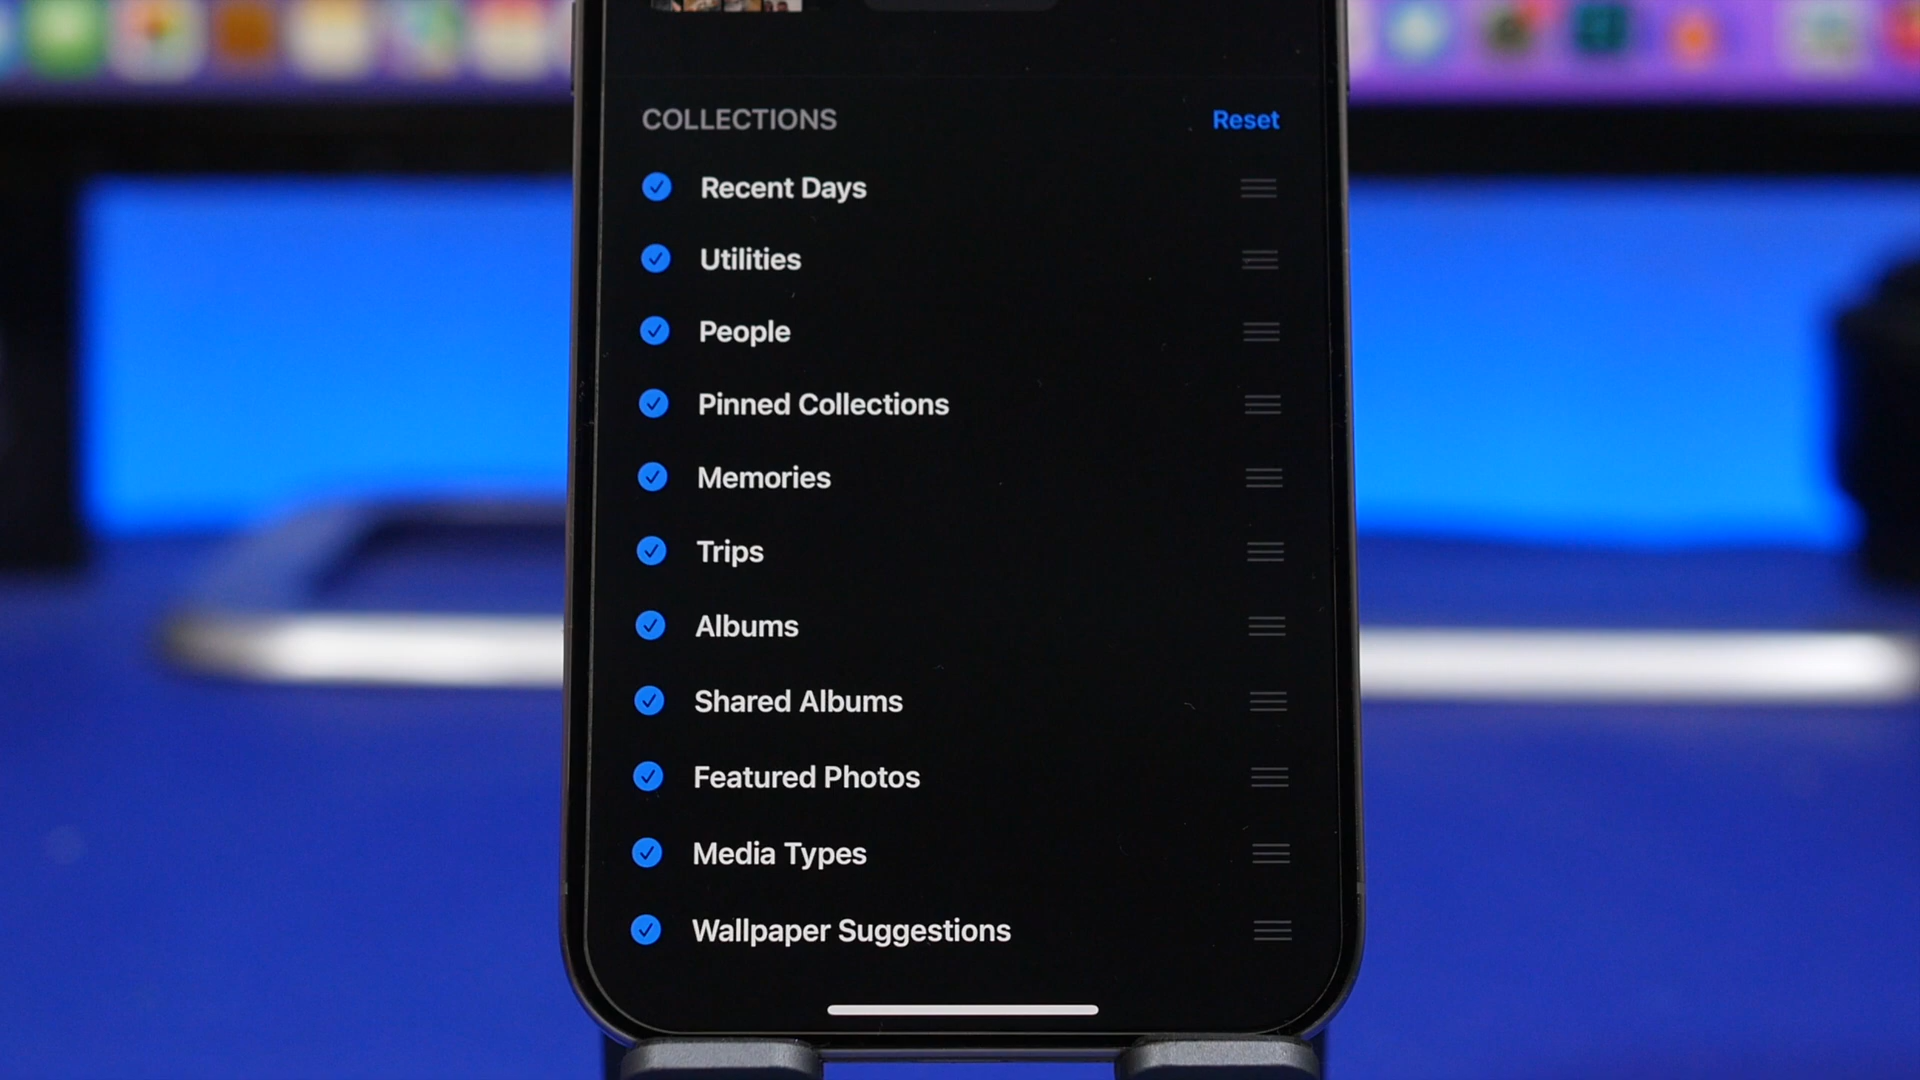 COLLECTIONS
Reset
Recent Days
Utilities
People
Pinned Collections
Memories
Trips
Albums
Shared Albums
Featured Photos
Media Types
Wallpaper Suggestions